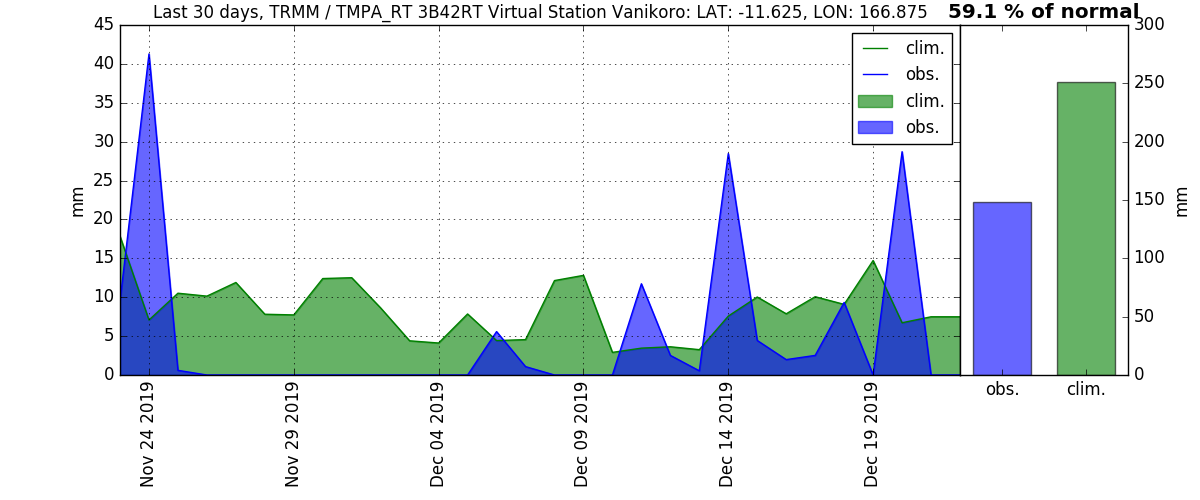 Last 30 days, TRMM / TMPA_RT 3B42RT Virtual Station Vanikoro: LAT: -11.625, LON: 166.875
59.1 % of normal
45
40
35
30
25
20
15
10
5
0
mm
clim.
obs.
clim.
obs.
Nov 24 2019
Nov 29 2019
Dec 04 2019
Dec 09 2019
Dec 14 2019
Dec 19 2019
300
250
200
150
100
50
0
mm
obs.
clim.